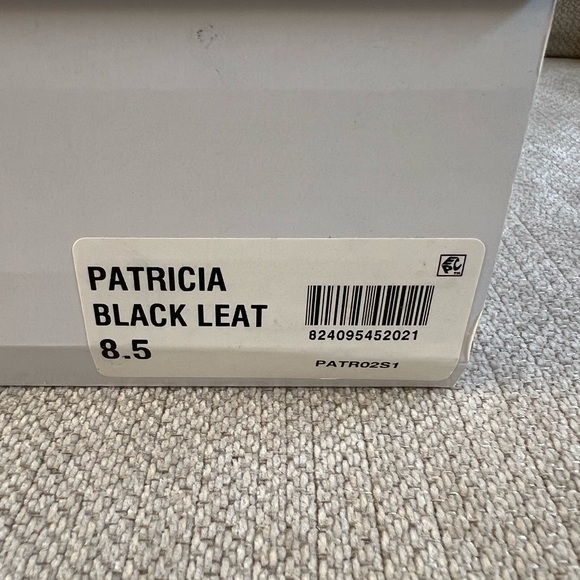 PATRICIA
BLACK LEAT
8.5
824095452021
PATR02S1